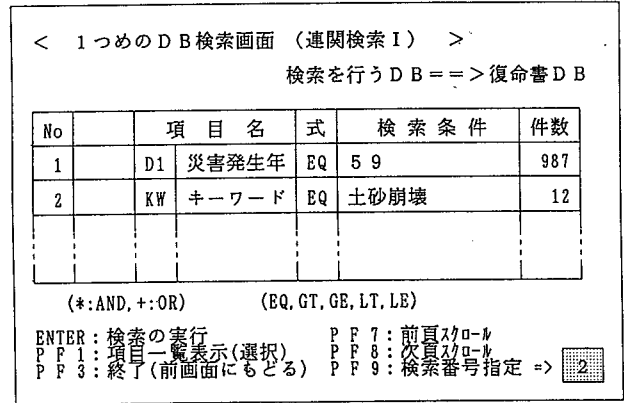 < 1つめのDB検索画面 (連関検索Ⅰ) >
検索を行うDB==>復命書DB
No 項目名 式 検索条件 件数
1 D1 災害発生年 EQ 59 987
2 KW キーワード EQ 土砂崩壊 12
(*:AND,+:OR) (EQ,GT,GE,LT,LE)
ENTER:検索の実行 PF7:前頁スクロール
PF1:項目一覧表示(選択) PF8:次頁スクロール
PF3:終了(前画面にもどる) PF9:検索番号指定 => 2